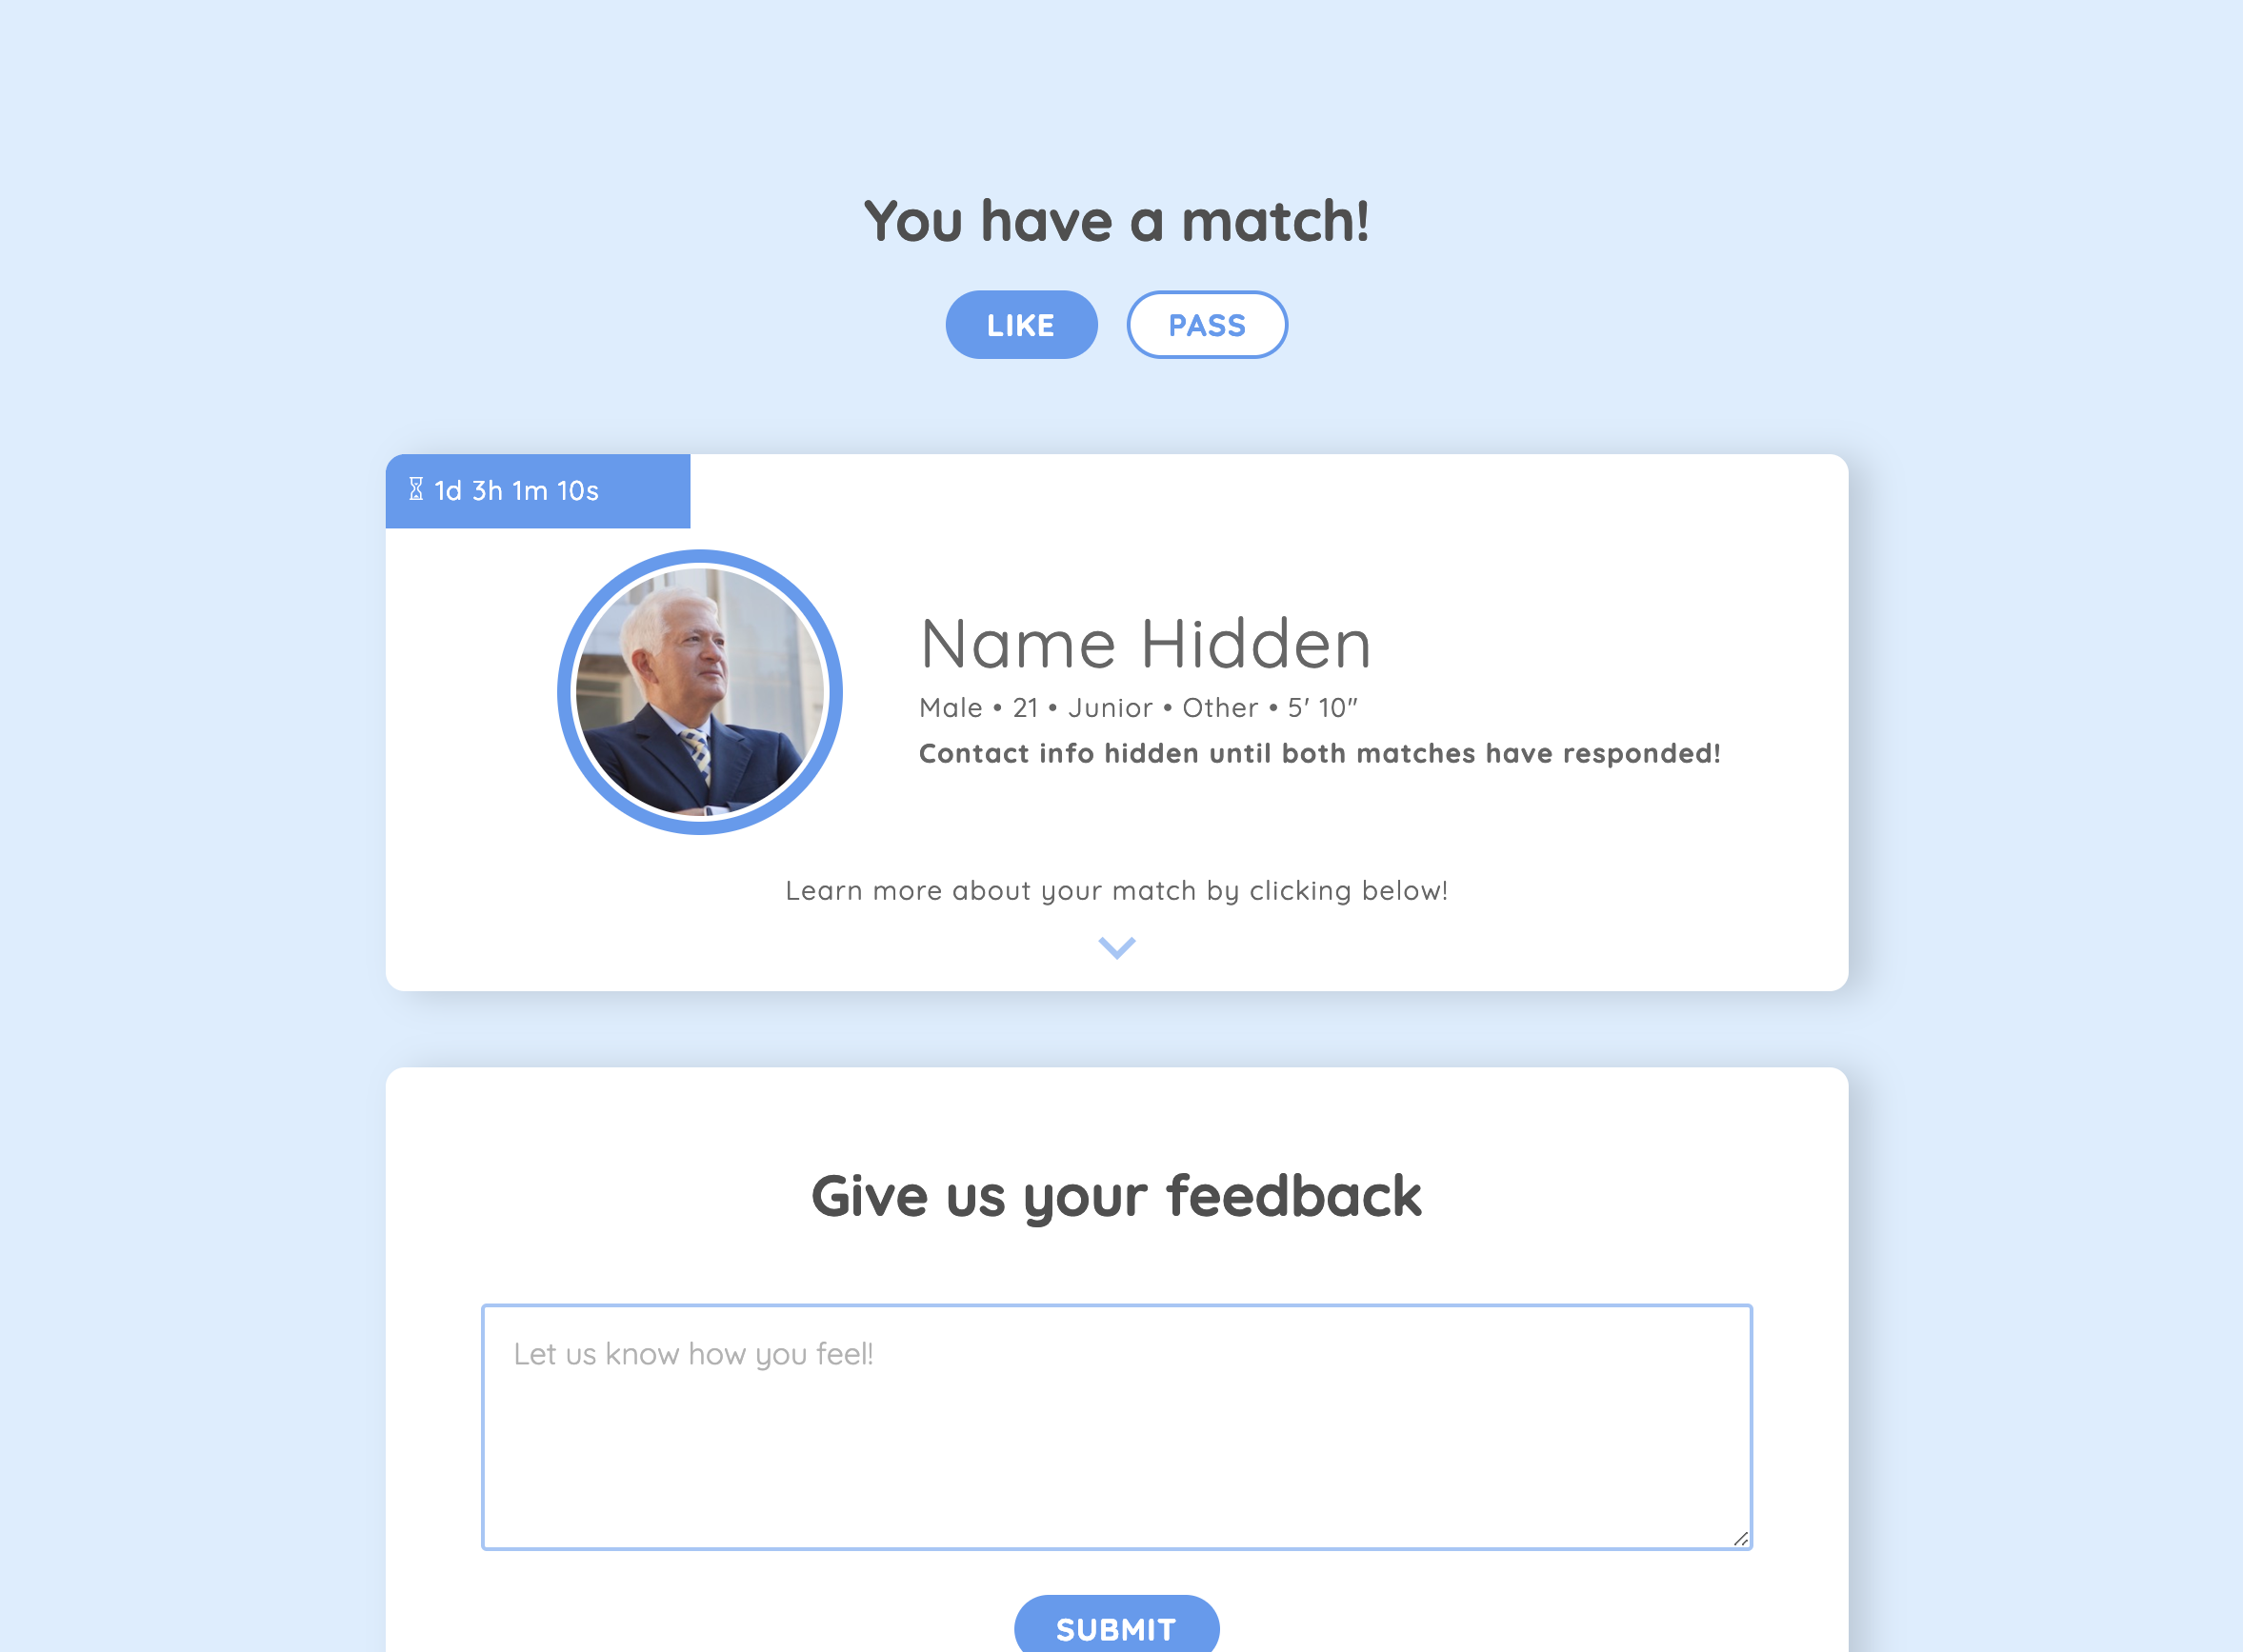 You have a match!
LIKE
PASS
1d 3h 1m 10s
Name Hidden
Male • 21 • Junior • Other • 5' 10"
Contact info hidden until both matches have responded!
Learn more about your match by clicking below!
Give us your feedback
Let us know how you feel!
SUBMIT